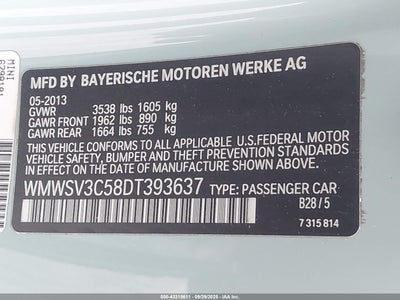 MINI
MFD BY BAYERISCHE MOTOREN WERKE AG
05-2013
GVWR 3538 lbs 1605 kg
GAWR FRONT 1962 lbs 890 kg
GAWR REAR 1664 lbs 755 kg
THIS VEHICLE CONFORMS TO ALL APPLICABLE U.S.FEDERAL MOTOR
VEHICLE SAFETY, BUMPER, AND THEFT PREVENTION STANDARDS
IN EFFECT ON THE DATE OF MANUFACTURE SHOWN ABOVE.
WMWSV3C58DT393637 TYPE: PASSENGER CAR
B28 / 5
7 315 814